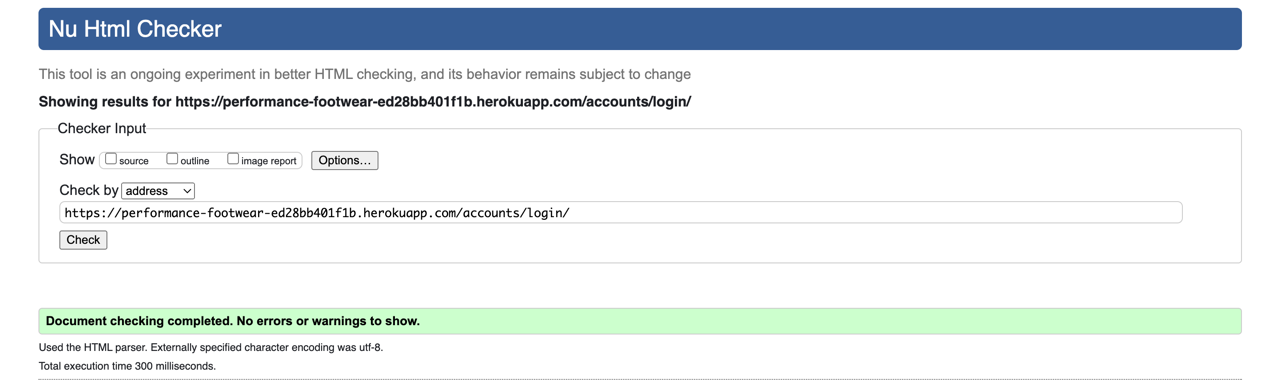 Nu Html Checker
This tool is an ongoing experiment in better HTML checking, and its behavior remains subject to change
Showing results for https://performance-footwear-ed28bb401f1b.herokuapp.com/accounts/login/
Checker Input
Show source outline image report Options...
Check by address
https://performance-footwear-ed28bb401f1b.herokuapp.com/accounts/login/
Check
Document checking completed. No errors or warnings to show.
Used the HTML parser. Externally specified character encoding was utf-8.
Total execution time 300 milliseconds.